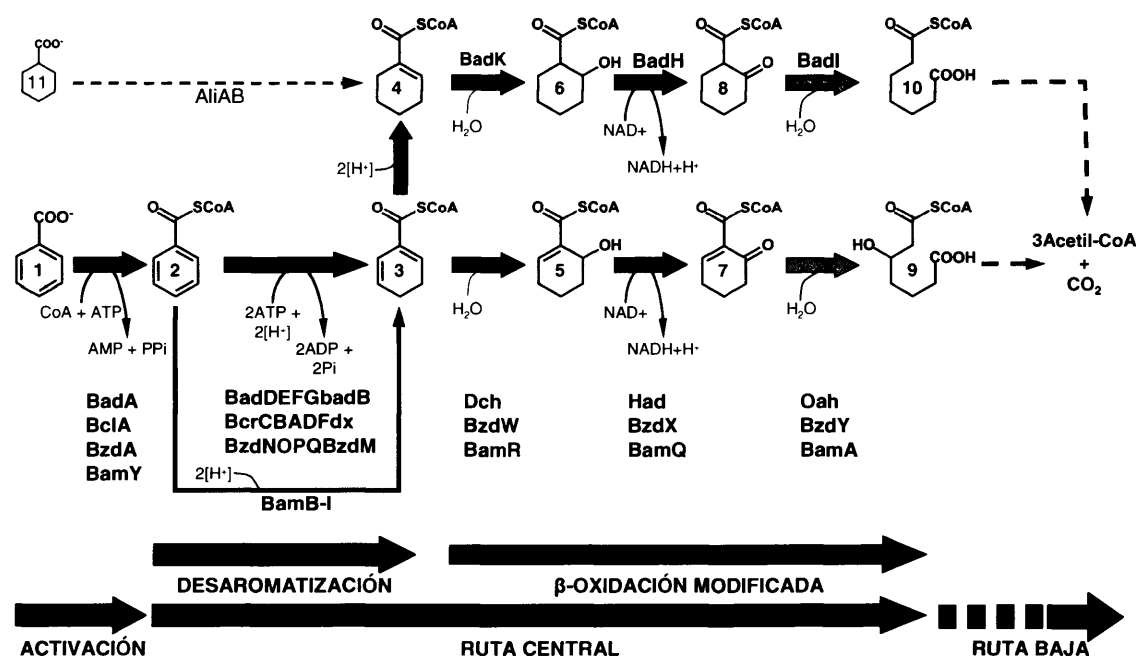 COO-
11
AliAB
O
SCoA
4
BadK
H2O
O
SCoA
OH
6
BadH
NAD+
NADH+H+
O
SCoA
O
8
BadI
H2O
O
SCoA
COOH
10
2[H+]
COO-
1
CoA + ATP
AMP + PPi
O
SCoA
2
2ATP +
2[H+]
2ADP +
2Pi
O
SCoA
3
H2O
O
SCoA
OH
5
NAD+
NADH+H+
O
SCoA
O
7
H2O
O
SCoA
HO
COOH
9
3Acetil-CoA
+
CO2
BadA
BclA
BzdA
BamY
BadDEFGbadB
BcrCBADFdx
BzdNOPQBzdM
2[H+]
BamB-I
Dch
BzdW
BamR
Had
BzdX
BamQ
Oah
BzdY
BamA
DESAROMATIZACIÓN
β-OXIDACIÓN MODIFICADA
ACTIVACIÓN
RUTA CENTRAL
RUTA BAJA